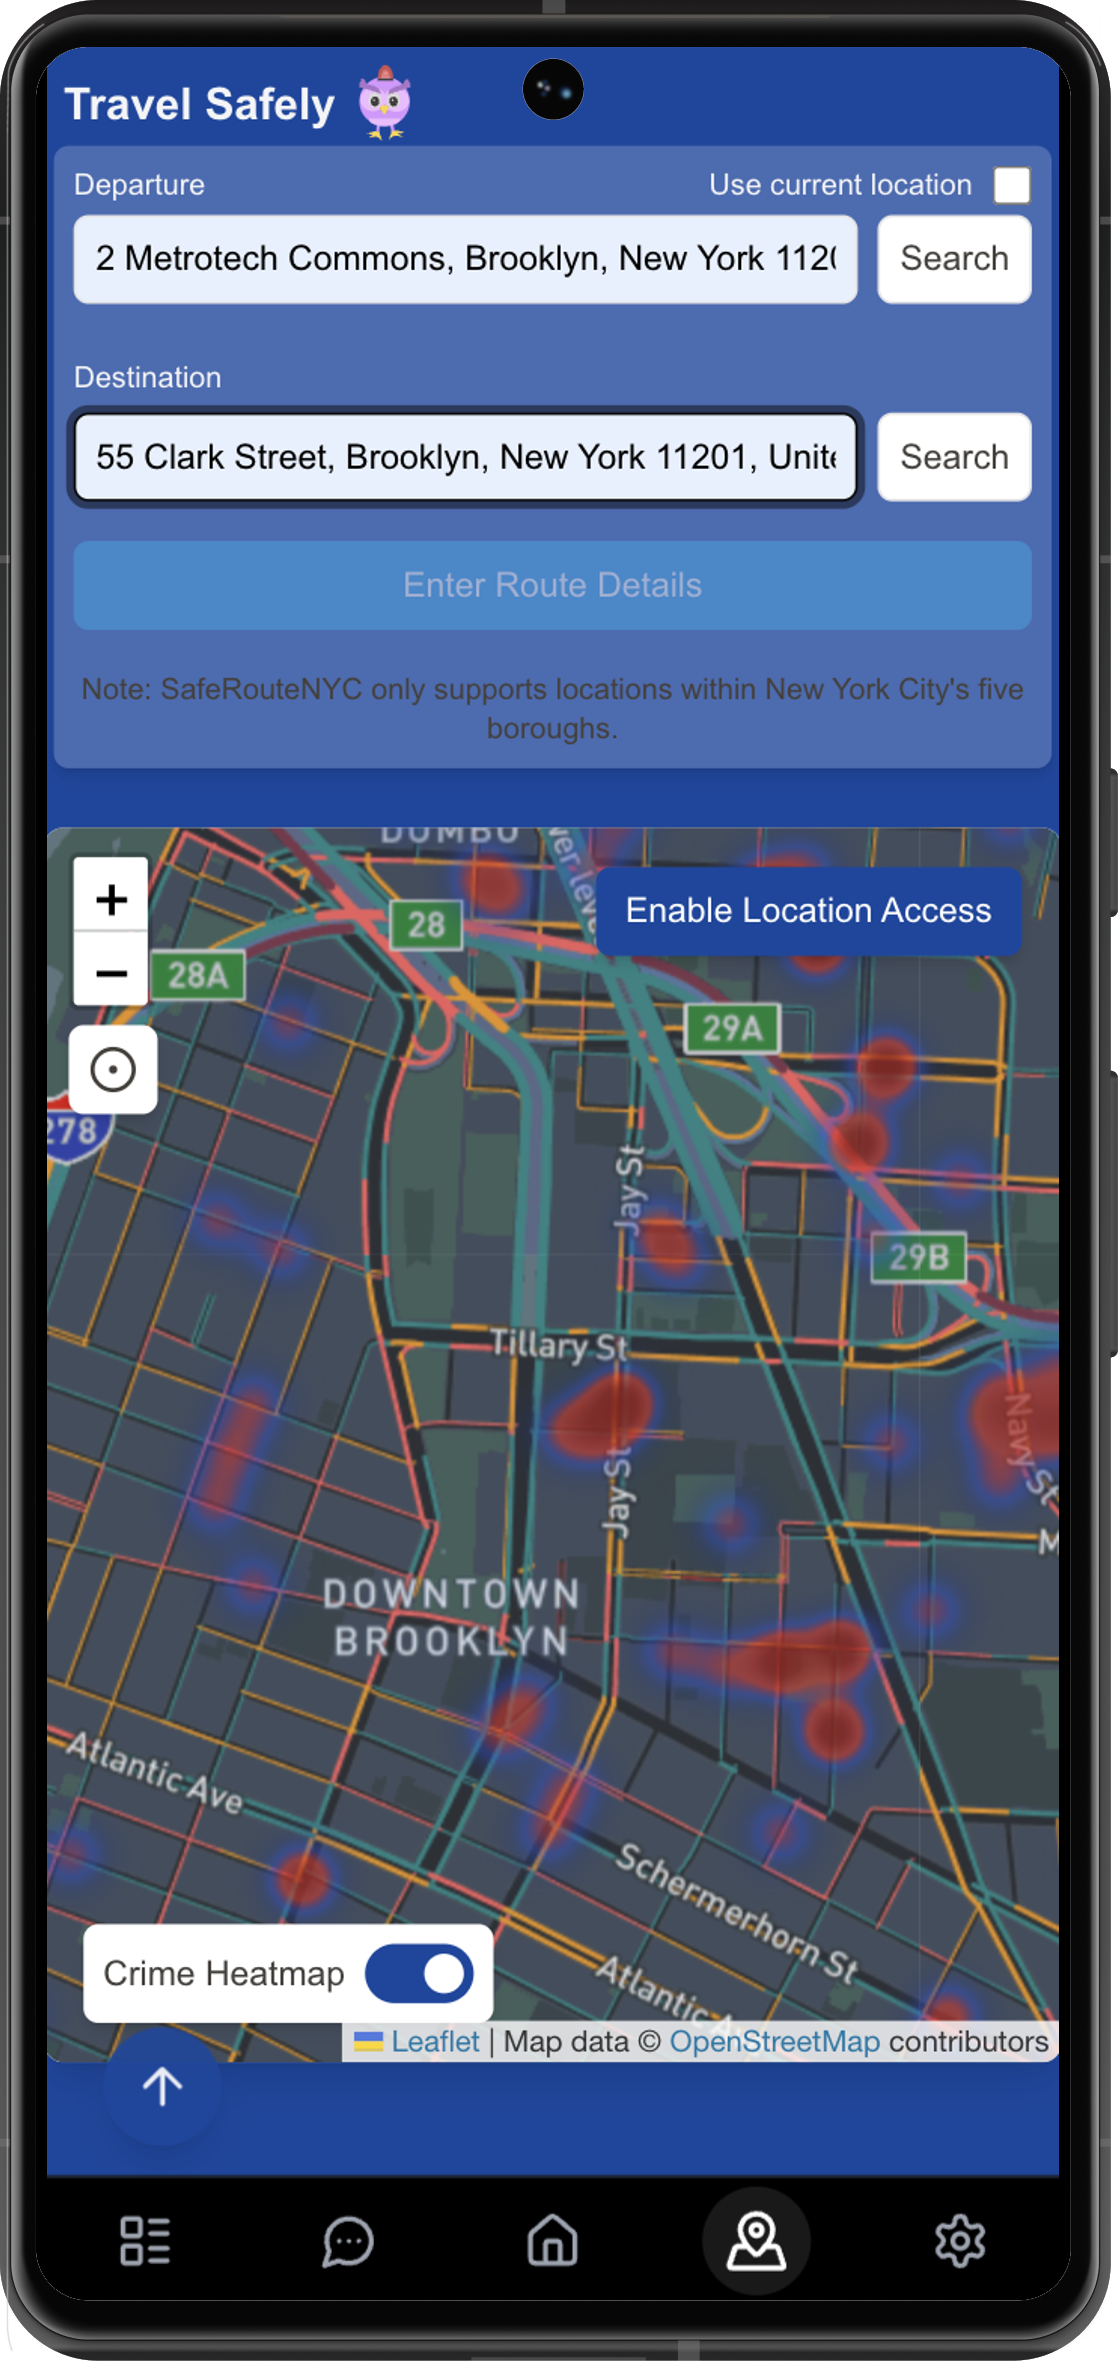 Travel Safely
Departure
Use current location
2 Metrotech Commons, Brooklyn, New York 1120
Search
Destination
55 Clark Street, Brooklyn, New York 11201, Unite
Search
Enter Route Details
Note: SafeRouteNYC only supports locations within New York City's five
boroughs.
DUMBO
+
Enable Location Access
28
−
28A
29A
278
Jay St
29B
Tillary St
Navy St
Jay St
M
DOWNTOWN
BROOKLYN
Atlantic Ave
Schermerhorn St
Crime Heatmap
Atlantic A
Leaflet | Map data © OpenStreetMap contributors